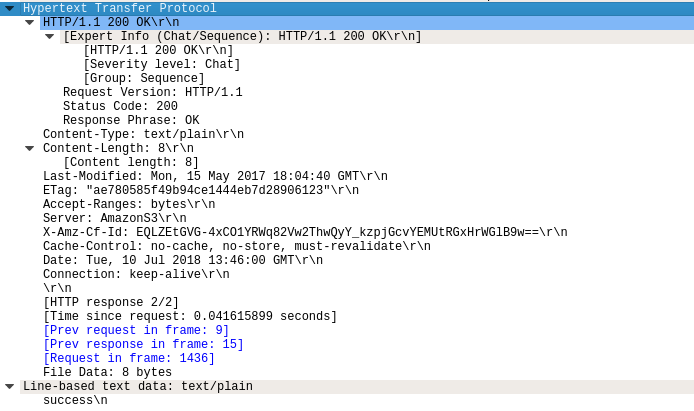 Hypertext Transfer Protocol
HTTP/1.1 200 OK\r\n
[Expert Info (Chat/Sequence): HTTP/1.1 200 OK\r\n]
[HTTP/1.1 200 OK\r\n]
[Severity level: Chat]
[Group: Sequence]
Request Version: HTTP/1.1
Status Code: 200
Response Phrase: OK
Content-Type: text/plain\r\n
Content-Length: 8\r\n
[Content length: 8]
Last-Modified: Mon, 15 May 2017 18:04:40 GMT\r\n
ETag: "ae780585f49b94ce1444eb7d28906123"\r\n
Accept-Ranges: bytes\r\n
Server: AmazonS3\r\n
X-Amz-Cf-Id: EQLZEtGVG-4xCO1YRWq82Vw2ThwQyY_kzpjGcvYEMUtRGxHrWGlB9w==\r\n
Cache-Control: no-cache, no-store, must-revalidate\r\n
Date: Tue, 10 Jul 2018 13:46:00 GMT\r\n
Connection: keep-alive\r\n
\r\n
[HTTP response 2/2]
[Time since request: 0.041615899 seconds]
[Prev request in frame: 9]
[Prev response in frame: 15]
[Request in frame: 1436]
File Data: 8 bytes
Line-based text data: text/plain
success\n